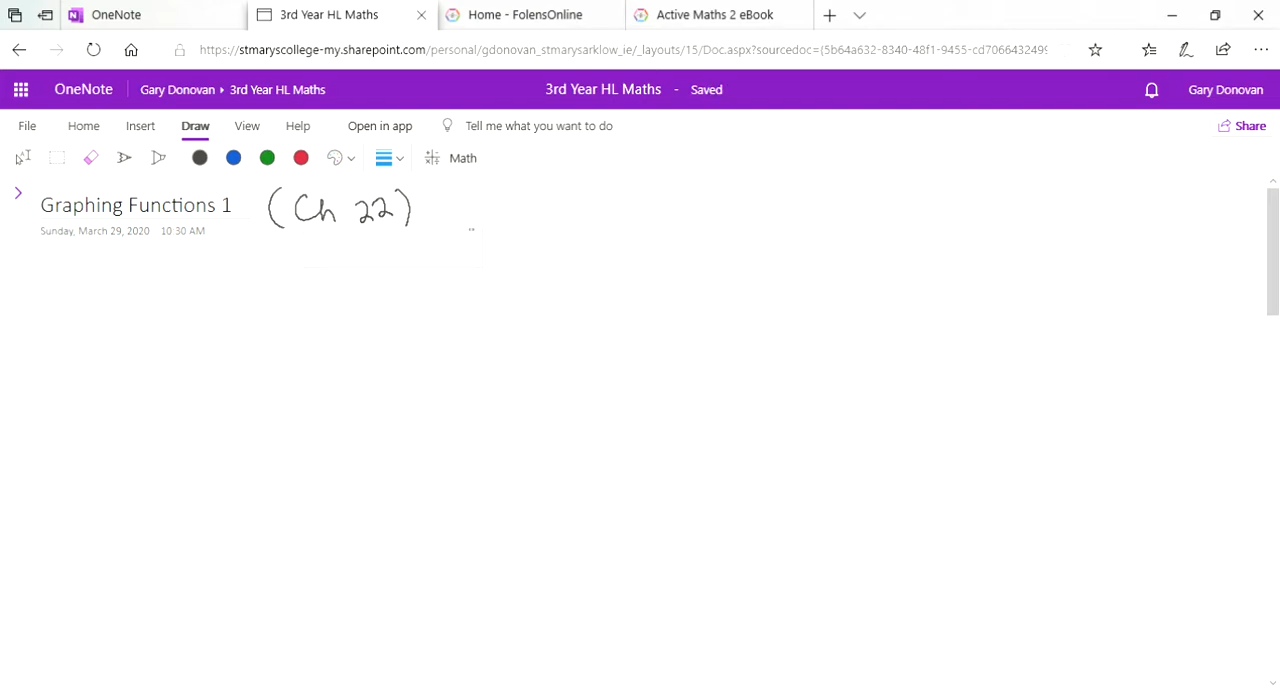 OneNote
3rd Year HL Maths
Home - FolensOnline
Active Maths 2 eBook
https://stmaryscollege-my.sharepoint.com/personal/gdonovan_stmarysarklow_ie/_layouts/15/Doc.aspx?sourcedoc={5b64a632-8340-48f1-9455-cd7066432499
OneNote Gary Donovan 3rd Year HL Maths 3rd Year HL Maths - Saved Gary Donovan
File Home Insert Draw View Help Open in app Tell me what you want to do Share
Math
Graphing Functions 1 (Ch 22)
Sunday, March 29, 2020 10:30 AM